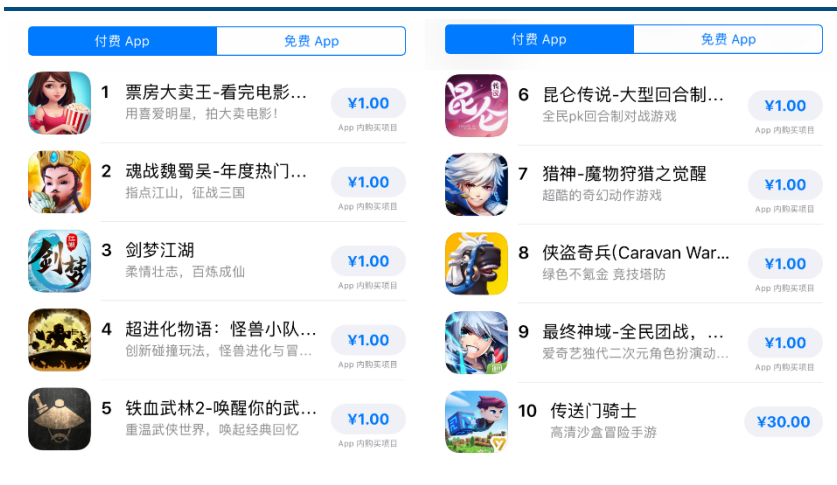 付费 App
免费 App
1 票房大卖王-看完电影...
用喜爱明星，拍大卖电影！
¥1.00
App 内购买项目
2 魂战魏蜀吴-年度热门...
指点江山，征战三国
¥1.00
App 内购买项目
3 剑梦江湖
柔情壮志，百炼成仙
¥1.00
App 内购买项目
剑梦
4 超进化物语：怪兽小队...
创新碰撞玩法，怪兽进化与冒...
¥1.00
App 内购买项目
5 铁血武林2-唤醒你的武...
重温武侠世界，唤起经典回忆
¥1.00
App 内购买项目
付费 App
免费 App
昆仑
传说
6 昆仑传说-大型回合制...
全民pk回合制对战游戏
¥1.00
App 内购买项目
7 猎神-魔物狩猎之觉醒
超酷的奇幻动作游戏
¥1.00
App 内购买项目
8 侠盗奇兵(Caravan War...
绿色不氪金 竞技塔防
¥1.00
App 内购买项目
9 最终神域-全民团战，...
爱奇艺独代二次元角色扮演动...
¥1.00
App 内购买项目
10 传送门骑士
高清沙盒冒险手游
¥30.00